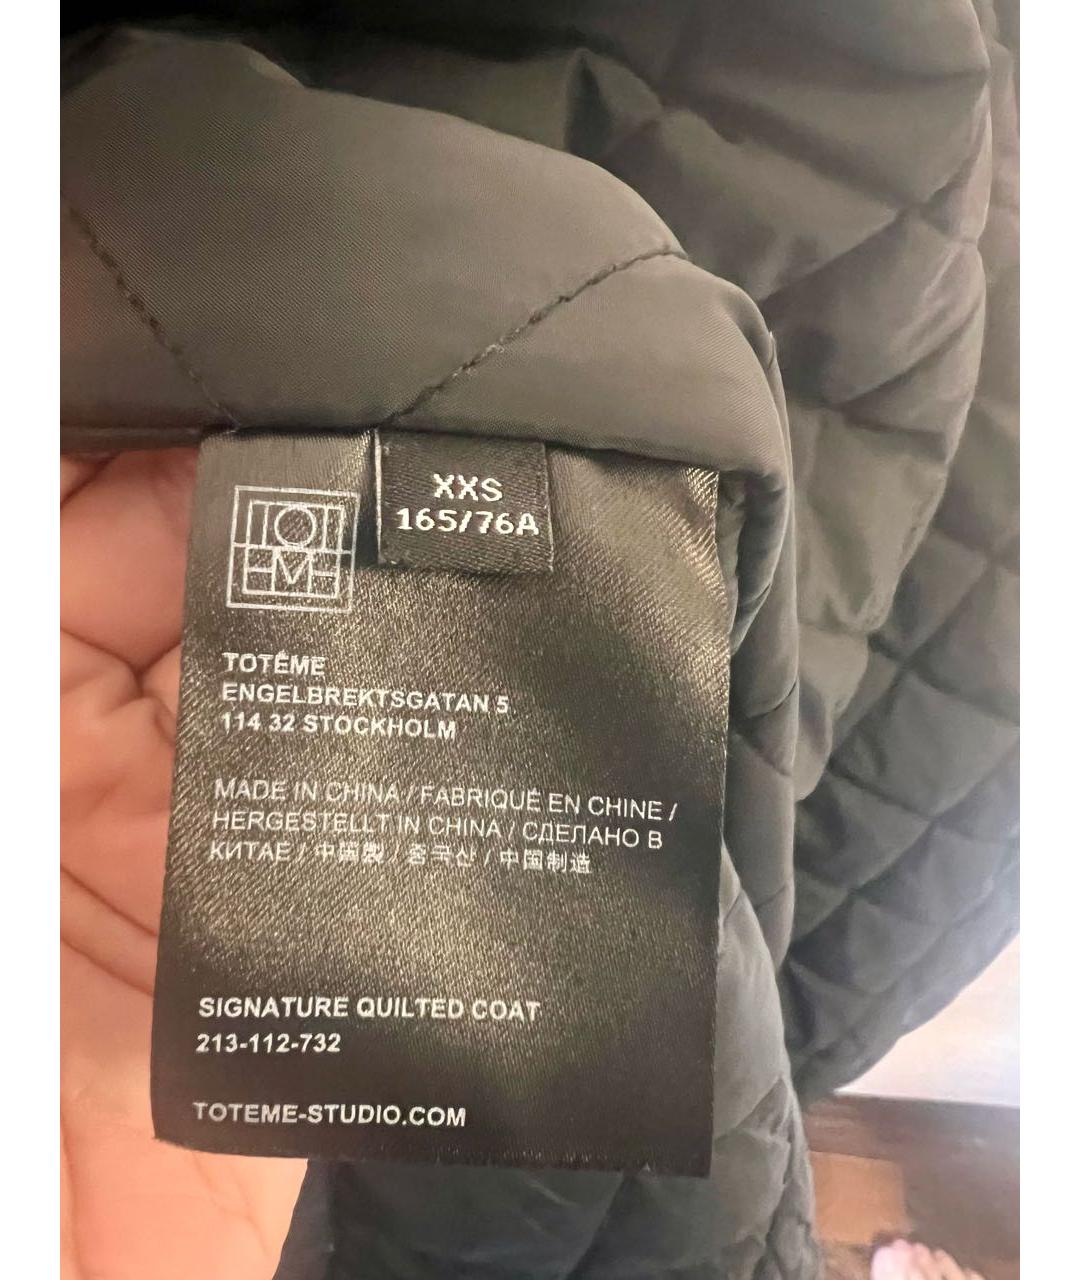 TOTEM
XXS
165/76A
TOTÊME
ENGELBREKTSGATAN 5
114 32 STOCKHOLM
MADE IN CHINA / FABRIQUÉ EN CHINE /
HERGESTELLT IN CHINA / СДЕЛАНО В
КИТАЕ / 中国製 / 중국산 / 中国制造
SIGNATURE QUILTED COAT
213-112-732
TOTEME-STUDIO.COM